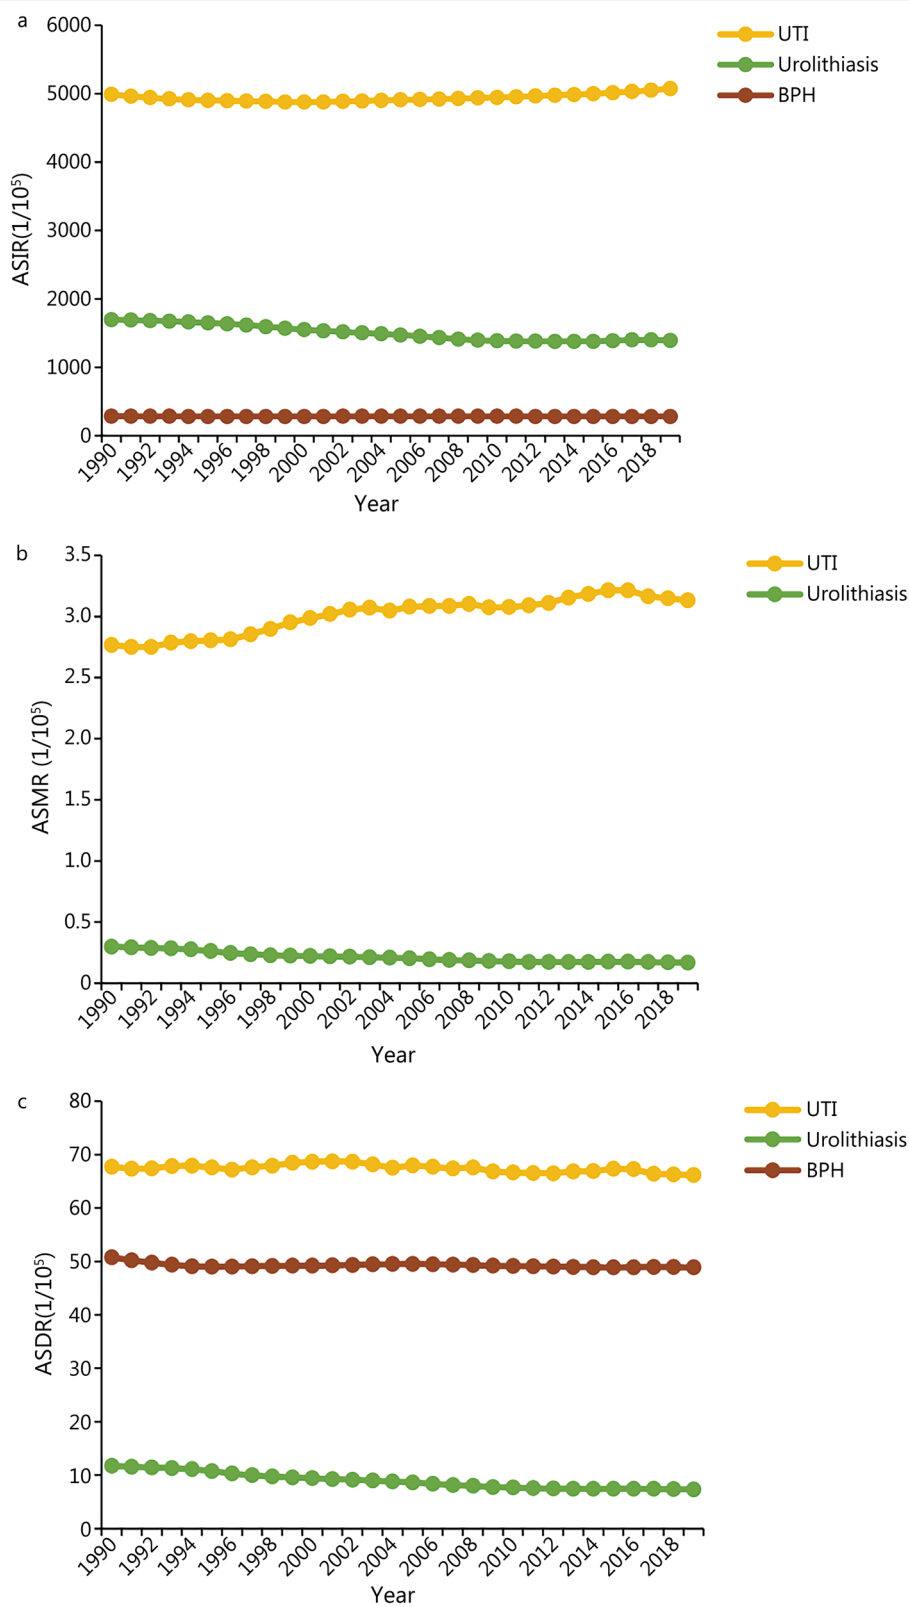 a
6000
5000
4000
3000
2000
1000
0
ASIR(1/10⁵)
1990 1992 1994 1996 1998 2000 2002 2004 2006 2008 2010 2012 2014 2016 2018
Year
UTI
Urolithiasis
BPH
b
3.5
3.0
2.5
2.0
1.5
1.0
0.5
0
ASMR (1/10⁵)
1990 1992 1994 1996 1998 2000 2002 2004 2006 2008 2010 2012 2014 2016 2018
Year
UTI
Urolithiasis
c
80
70
60
50
40
30
20
10
0
ASDR(1/10⁵)
1990 1992 1994 1996 1998 2000 2002 2004 2006 2008 2010 2012 2014 2016 2018
Year
UTI
Urolithiasis
BPH